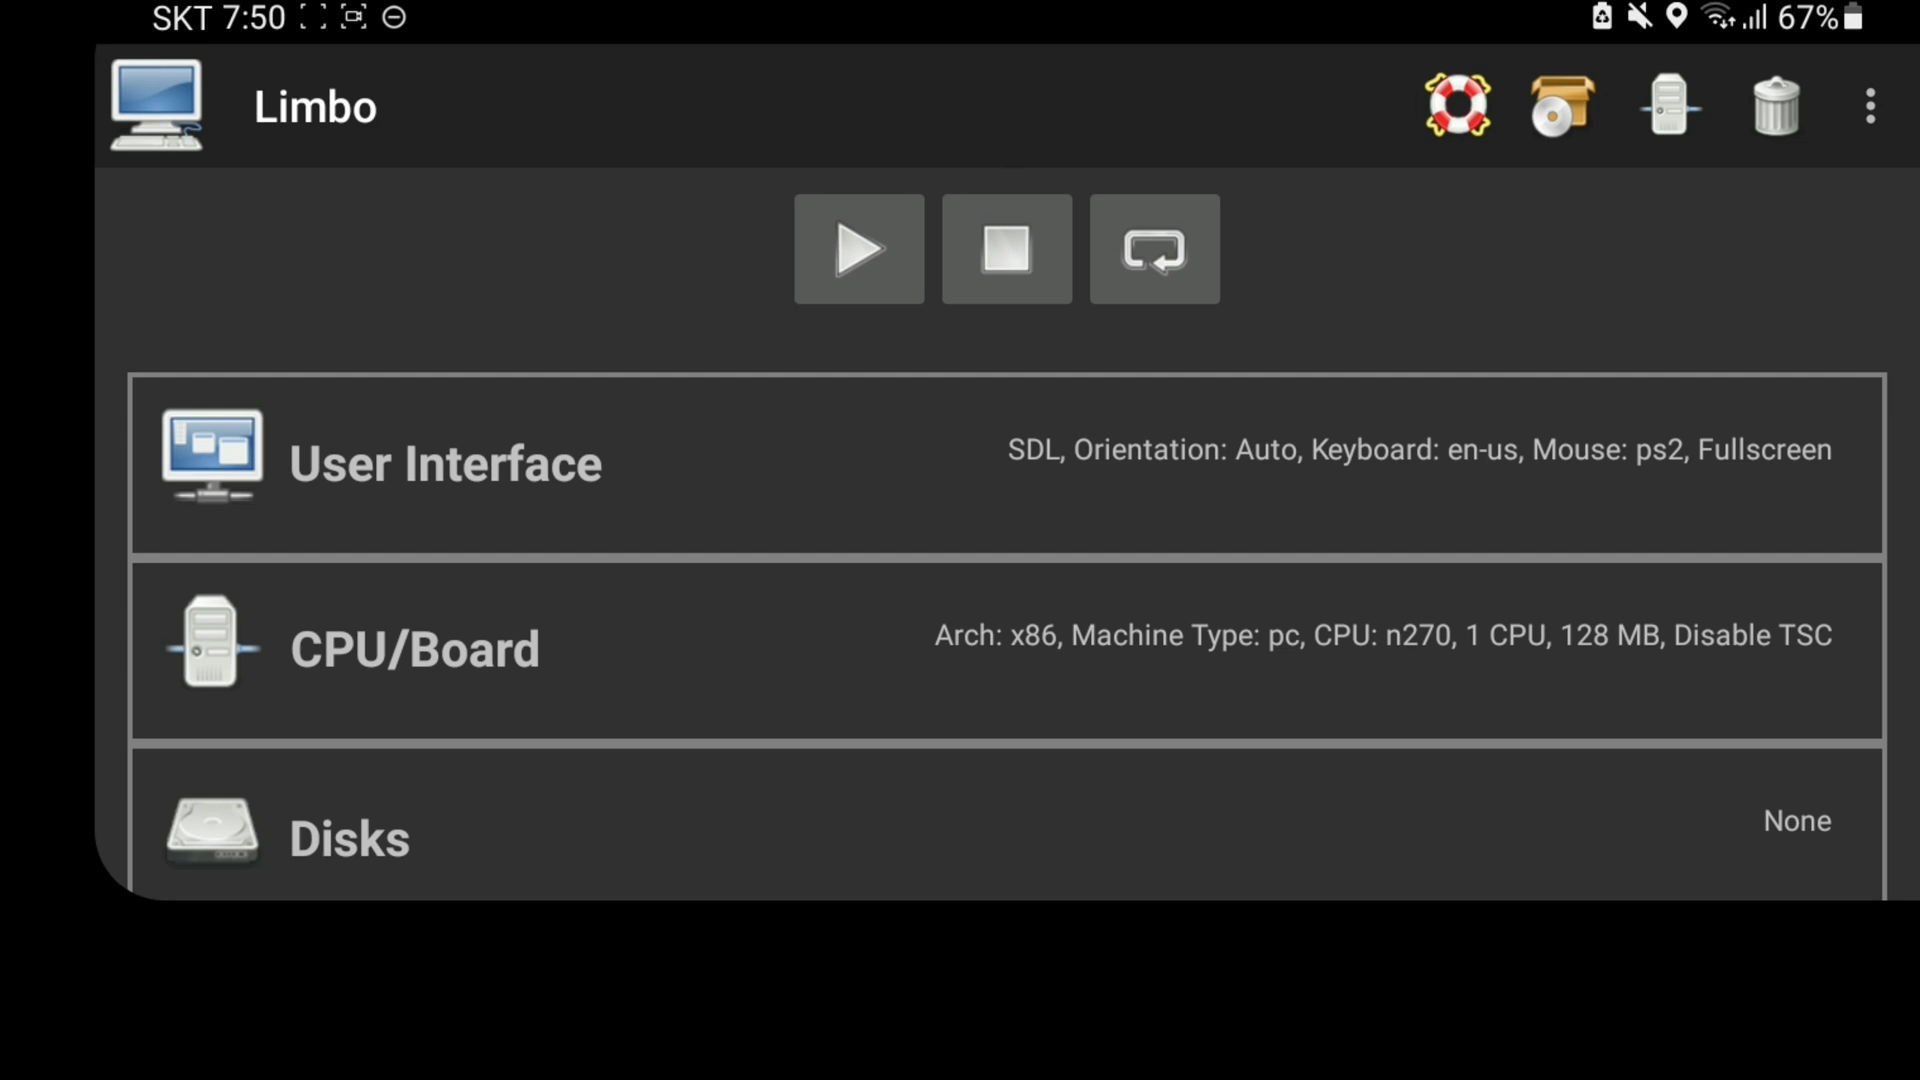 SKT 7:50 67%
Limbo
User Interface
SDL, Orientation: Auto, Keyboard: en-us, Mouse: ps2, Fullscreen
CPU/Board
Arch: x86, Machine Type: pc, CPU: n270, 1 CPU, 128 MB, Disable TSC
Disks
None